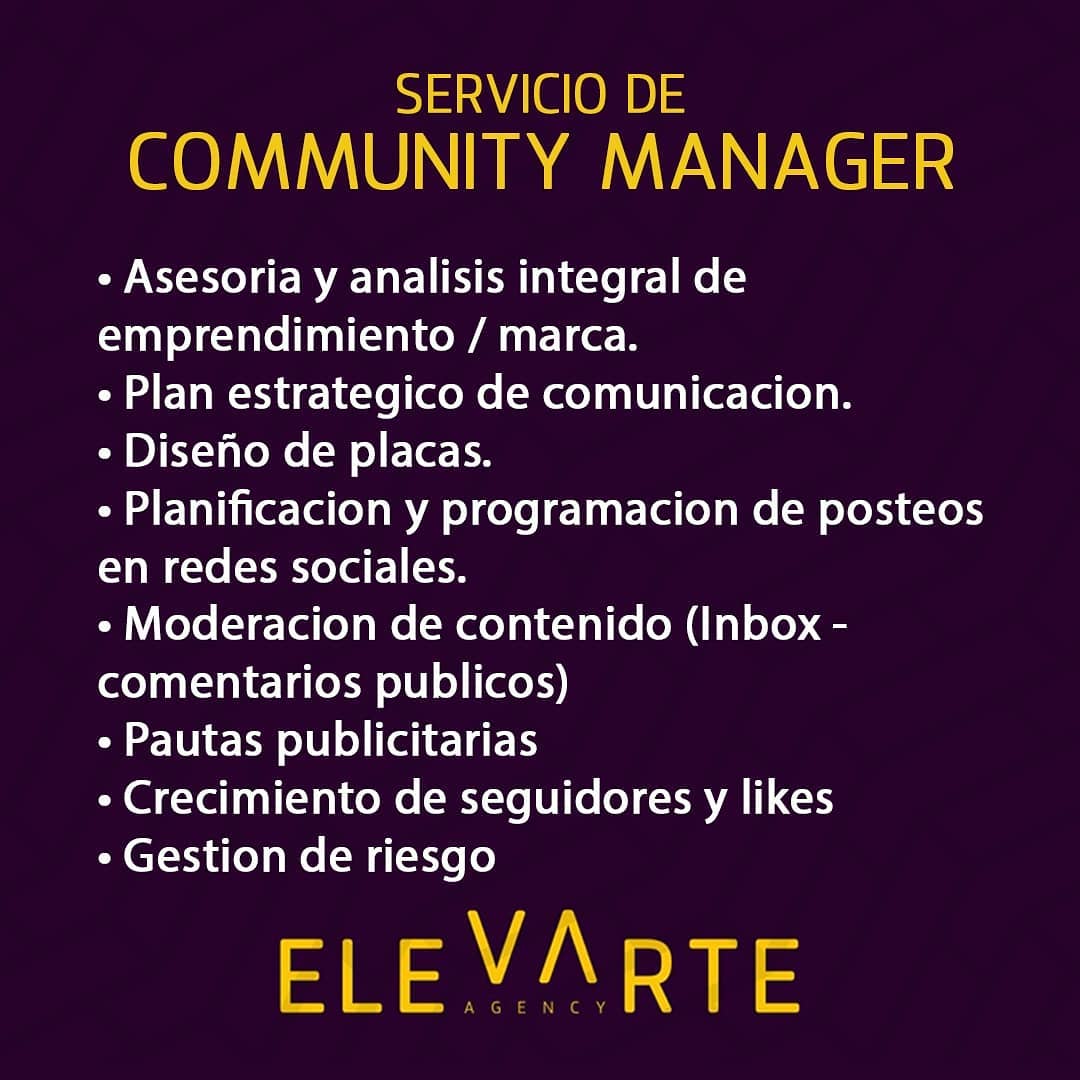 SERVICIO DE
COMMUNITY MANAGER
• Asesoria y analisis integral de
emprendimiento / marca.
• Plan estrategico de comunicacion.
• Diseño de placas.
• Planificacion y programacion de posteos
en redes sociales.
• Moderacion de contenido (Inbox -
comentarios publicos)
• Pautas publicitarias
• Crecimiento de seguidores y likes
• Gestion de riesgo
ELEVARTE
AGENCY